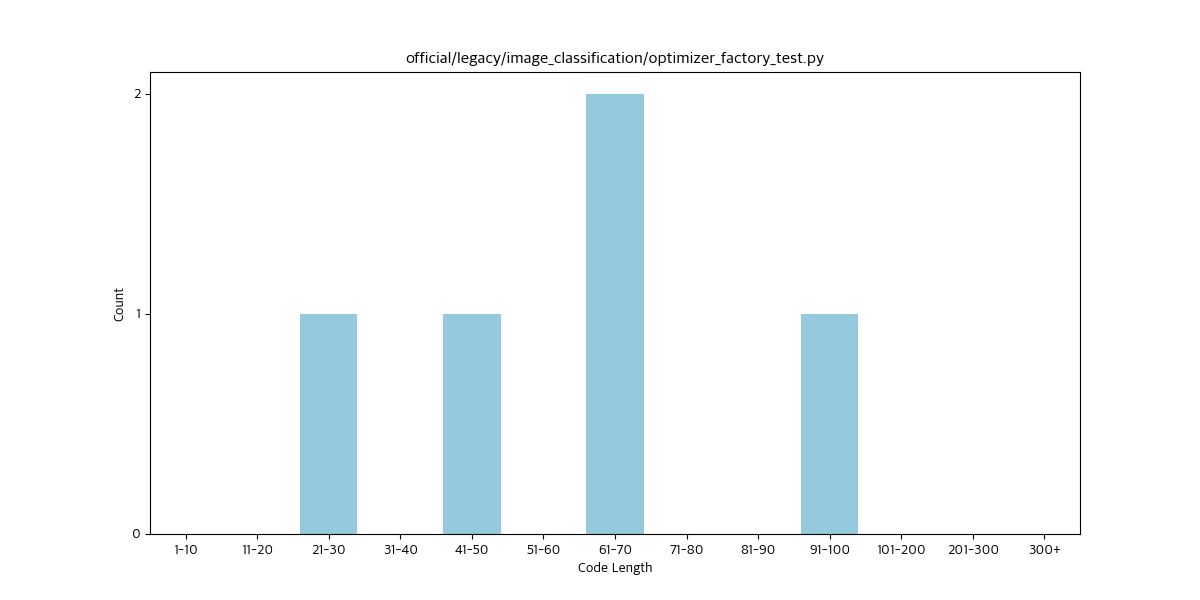 official/legacy/image_classification/optimizer_factory_test.py
2
1
0
Count
1-10 11-20 21-30 31-40 41-50 51-60 61-70 71-80 81-90 91-100 101-200 201-300 300+
Code Length